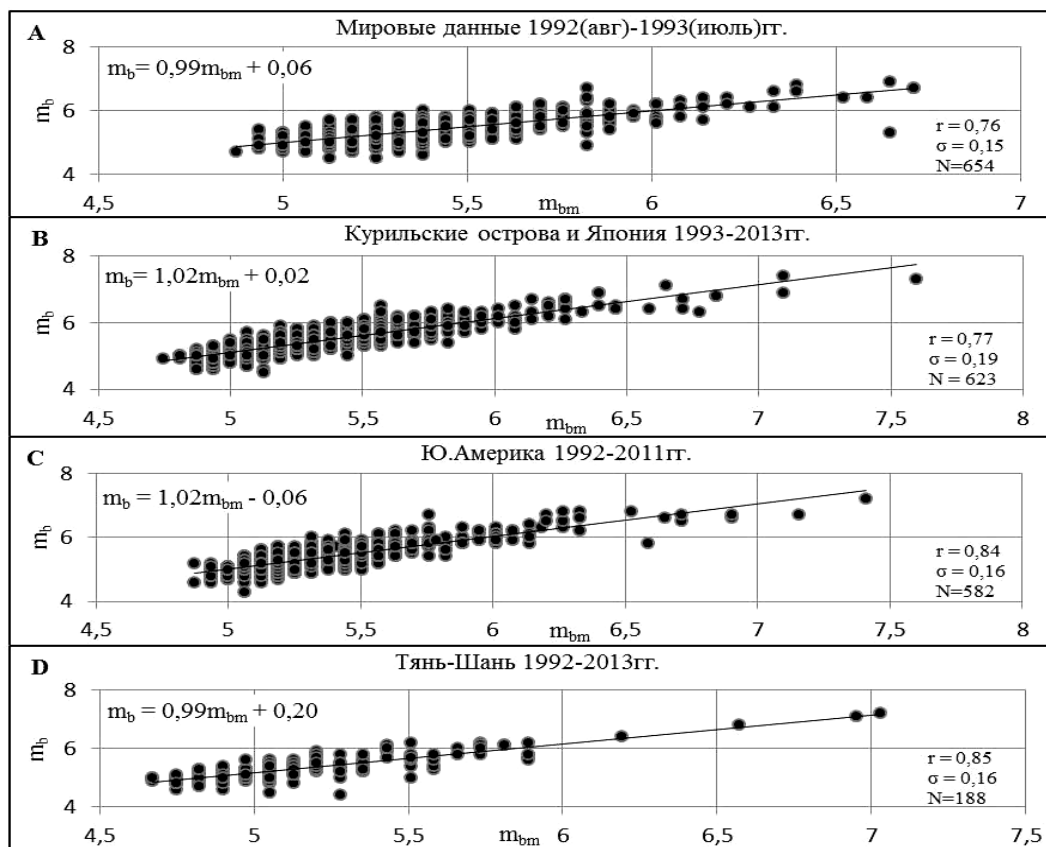 A
Мировые данные 1992(авг)-1993(июль)гг.
m_b= 0,99m_bm + 0,06
8
6
4
m_b
r = 0,76
σ = 0,15
N=654
4,5 5 5,5 6 6,5 7
m_bm
B
Курильские острова и Япония 1993-2013гг.
m_b= 1,02m_bm + 0,02
8
6
4
m_b
r = 0,77
σ = 0,19
N = 623
4,5 5 5,5 6 6,5 7 7,5 8
m_bm
C
Ю.Америка 1992-2011гг.
m_b = 1,02m_bm - 0,06
8
6
4
m_b
r = 0,84
σ = 0,16
N=582
4,5 5 5,5 6 6,5 7 7,5 8
m_bm
D
Тянь-Шань 1992-2013гг.
m_b = 0,99m_bm + 0,20
8
6
4
m_b
r = 0,85
σ = 0,16
N=188
4,5 5 5,5 6 6,5 7 7,5
m_bm